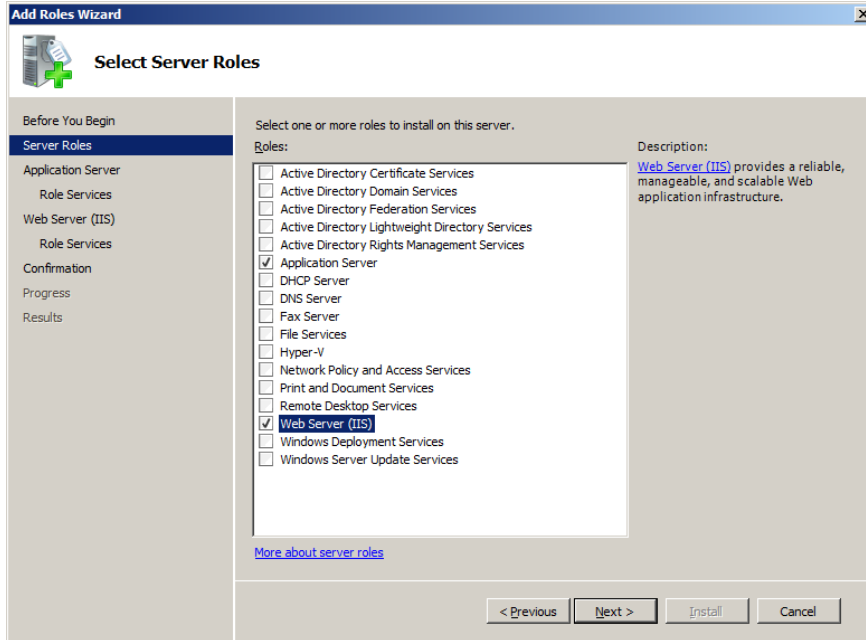 Add Roles Wizard
Select Server Roles
Before You Begin
Server Roles
Application Server
Role Services
Web Server (IIS)
Role Services
Confirmation
Progress
Results
Select one or more roles to install on this server.
Roles:
Active Directory Certificate Services
Active Directory Domain Services
Active Directory Federation Services
Active Directory Lightweight Directory Services
Active Directory Rights Management Services
Application Server
DHCP Server
DNS Server
Fax Server
File Services
Hyper-V
Network Policy and Access Services
Print and Document Services
Remote Desktop Services
Web Server (IIS)
Windows Deployment Services
Windows Server Update Services
More about server roles
Description:
Web Server (IIS) provides a reliable,
manageable, and scalable Web
application infrastructure.
< Previous
Next >
Install
Cancel